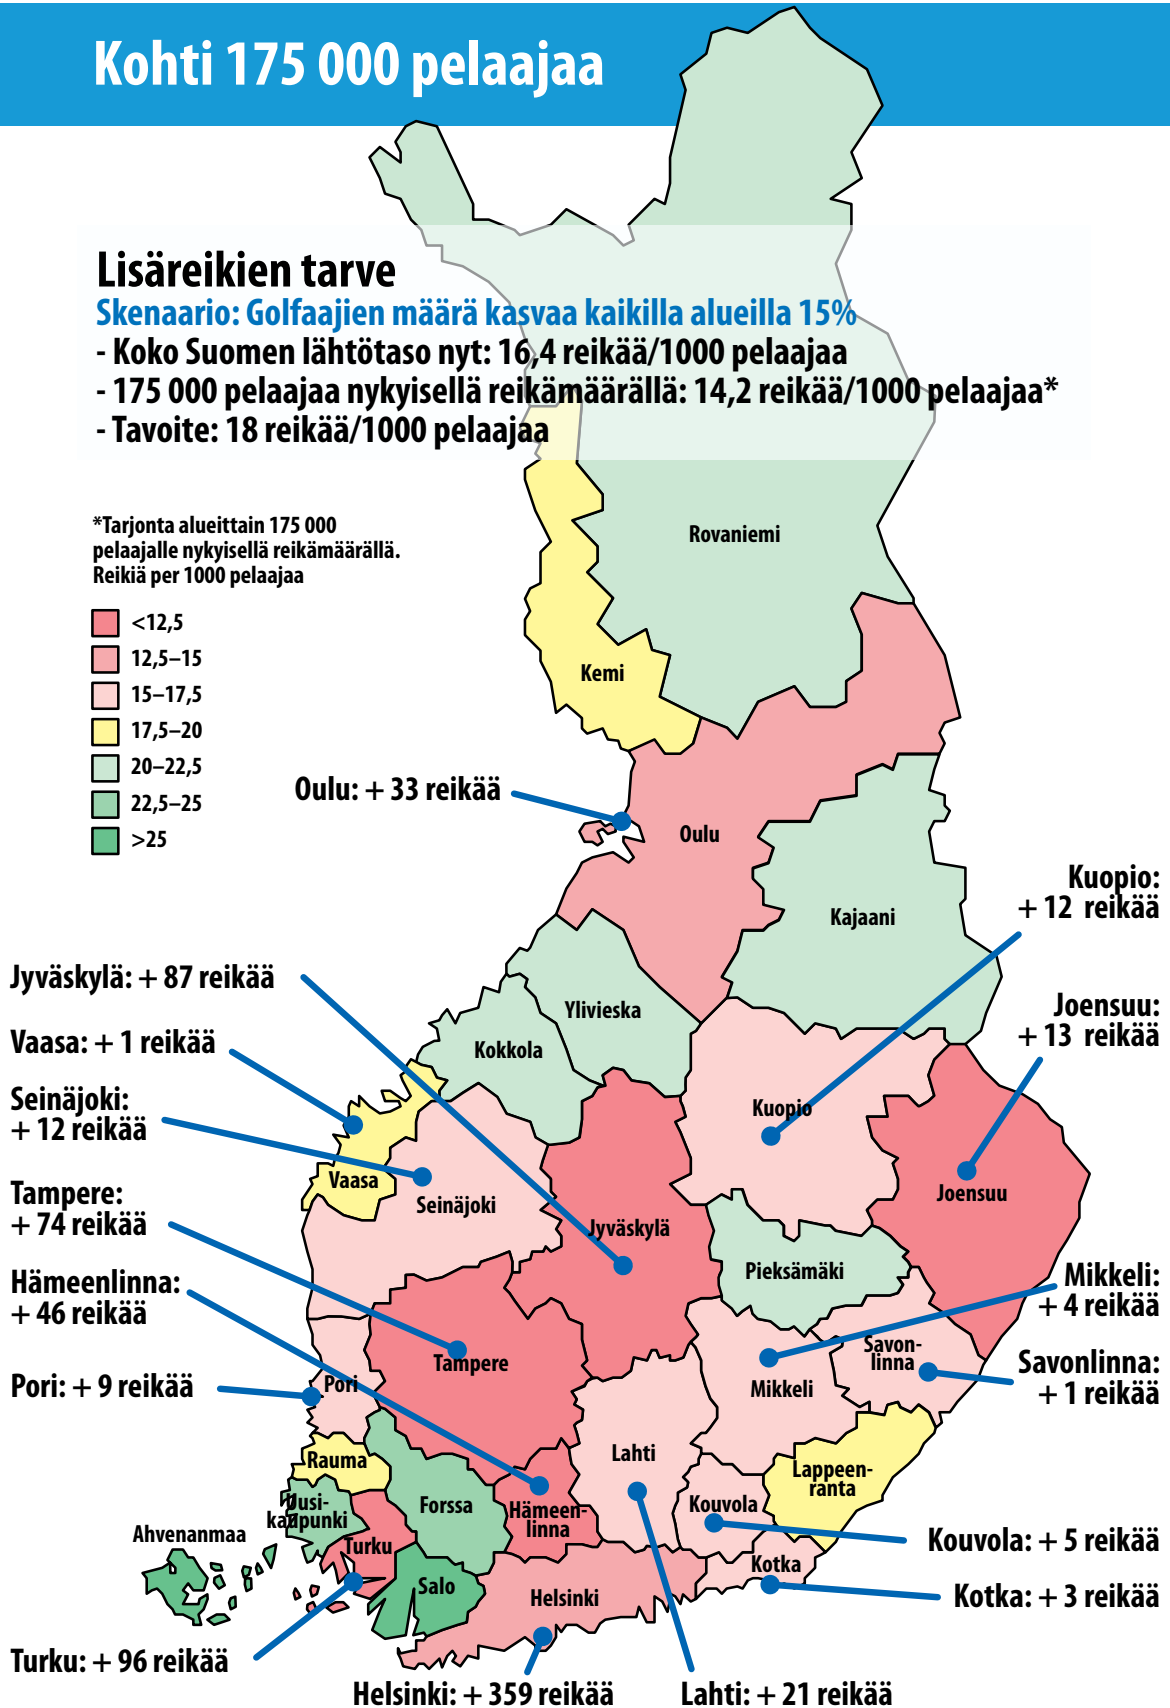 Kohti 175 000 pelaajaa
Lisäreikien tarve
Skenaario: Golfaajien määrä kasvaa kaikilla alueilla 15%
- Koko Suomen lähtötaso nyt: 16,4 reikää/1000 pelaajaa
- 175 000 pelaajaa nykyisellä reikämäärällä: 14,2 reikää/1000 pelaajaa*
- Tavoite: 18 reikää/1000 pelaajaa
*Tarjonta alueittain 175 000
pelaajalle nykyisellä reikämäärällä.
Reikiä per 1000 pelaajaa
<12,5
12,5–15
15–17,5
17,5–20
20–22,5
22,5–25
>25
Rovaniemi
Kemi
Oulu: + 33 reikää
Oulu
Kuopio:
+ 12 reikää
Kajaani
Jyväskylä: + 87 reikää
Ylivieska
Joensuu:
+ 13 reikää
Vaasa: + 1 reikää
Kokkola
Seinäjoki:
+ 12 reikää
Kuopio
Vaasa
Seinäjoki
Joensuu
Tampere:
+ 74 reikää
Jyväskylä
Pieksämäki
Hämeenlinna:
+ 46 reikää
Mikkeli:
+ 4 reikää
Tampere
Savon-
linna
Savonlinna:
+ 1 reikää
Pori: + 9 reikää
Pori
Mikkeli
Rauma
Lahti
Lappeen-
ranta
Uusi-
kaupunki
Forssa
Hämeen-
linna
Kouvola
Ahvenanmaa
Turku
Kouvola: + 5 reikää
Kotka
Salo
Helsinki
Kotka: + 3 reikää
Turku: + 96 reikää
Helsinki: + 359 reikää
Lahti: + 21 reikää